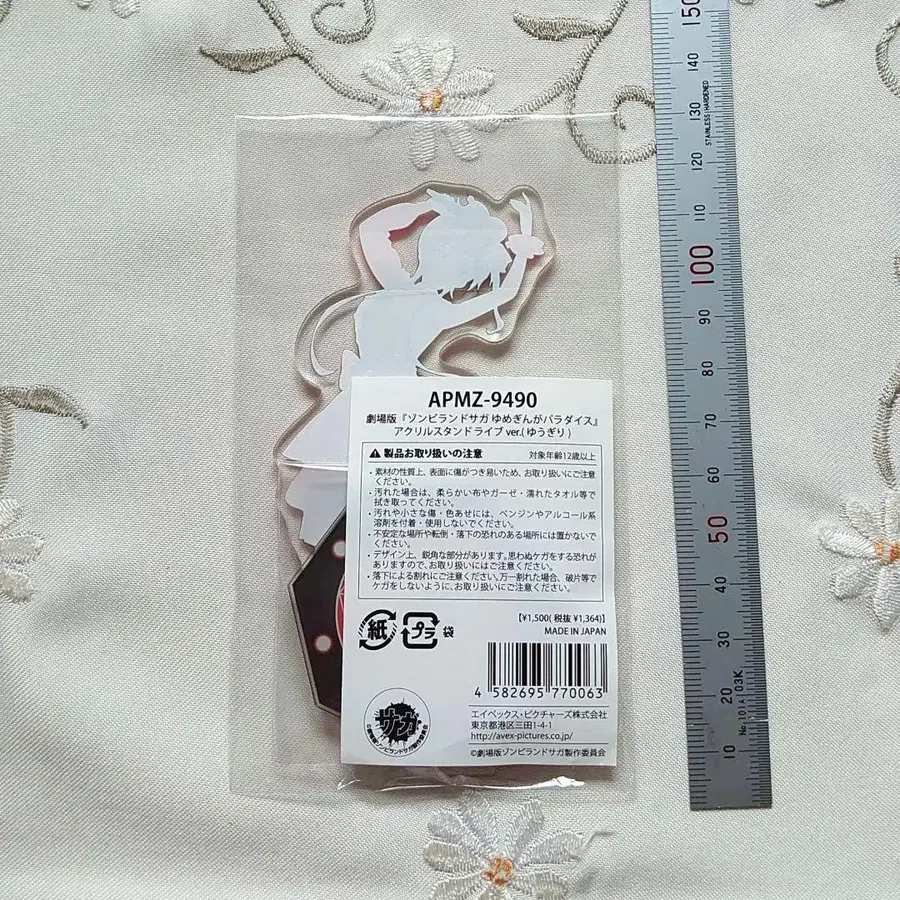 APMZ-9490
劇場版『ゾンビランドサガ ゆめぎんがパラダイス』
アクリルスタンド ライブ ver.( ゆうぎり )
製品お取り扱いの注意 対象年齢12歳以上
・素材の性質上、表面に傷がつき易いため、お取り扱いにご注意
ください。
・汚れた場合は、柔らかい布やガーゼ・濡れたタオル等で
拭き取ってください。
・汚れや小さな傷・色あせには、ベンジンやアルコール系
溶剤を付着・使用しないでください。
・不安定な場所や転倒・落下の恐れのある場所には置かないで
ください。
・デザイン上、鋭角な部分があります。思わぬケガをする恐れが
ありますので、お取り扱いにはご注意ください。
・落下による割れにご注意ください。万一割れた場合、破片等で
ケガをしないように、お取り扱いにご注意ください。
紙 プラ 袋
【¥1,500( 税抜 ¥1,364)】
MADE IN JAPAN
4 582695 770063
サガ
エイベックス・ピクチャーズ株式会社
東京都港区三田1-4-1
http://avex-pictures.co.jp/
©劇場版ゾンビランドサガ製作委員会
150
140
130
STAINLESS HARDENED
120
110
100
90
80
70
60
50
40
30
20
No.101A 03K
10